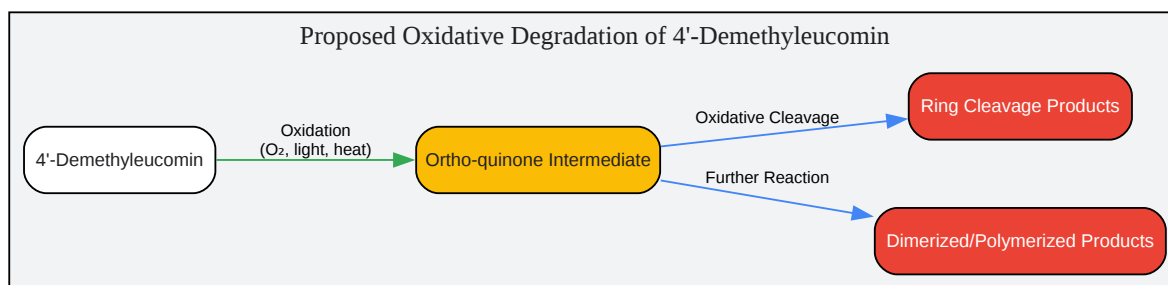 Proposed Oxidative Degradation of 4'-Demethyleucomin
4'-Demethyleucomin
Oxidation
(O₂, light, heat)
Ortho-quinone Intermediate
Oxidative Cleavage
Ring Cleavage Products
Further Reaction
Dimerized/Polymerized Products